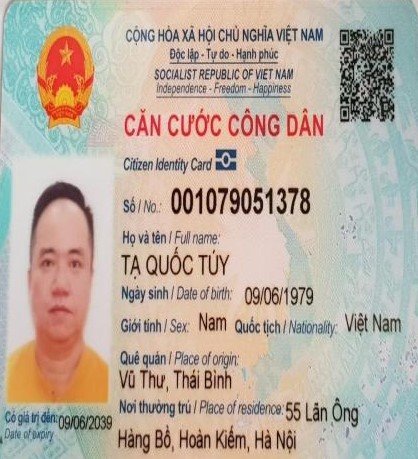 CỘNG HÒA XÃ HỘI CHỦ NGHĨA VIỆT NAM
Độc lập - Tự do - Hạnh phúc
SOCIALIST REPUBLIC OF VIET NAM
Independence - Freedom - Happiness
CĂN CƯỚC CÔNG DÂN
Citizen Identity Card
Số / No.: 001079051378
Họ và tên / Full name:
TẠ QUỐC TÚY
Ngày sinh / Date of birth: 09/06/1979
Giới tính / Sex: Nam Quốc tịch / Nationality: Việt Nam
Quê quán / Place of origin:
Vũ Thư, Thái Bình
Nơi thường trú / Place of residence: 55 Lãn Ông
Hàng Bồ, Hoàn Kiếm, Hà Nội
Có giá trị đến: 09/06/2039
Date of expiry